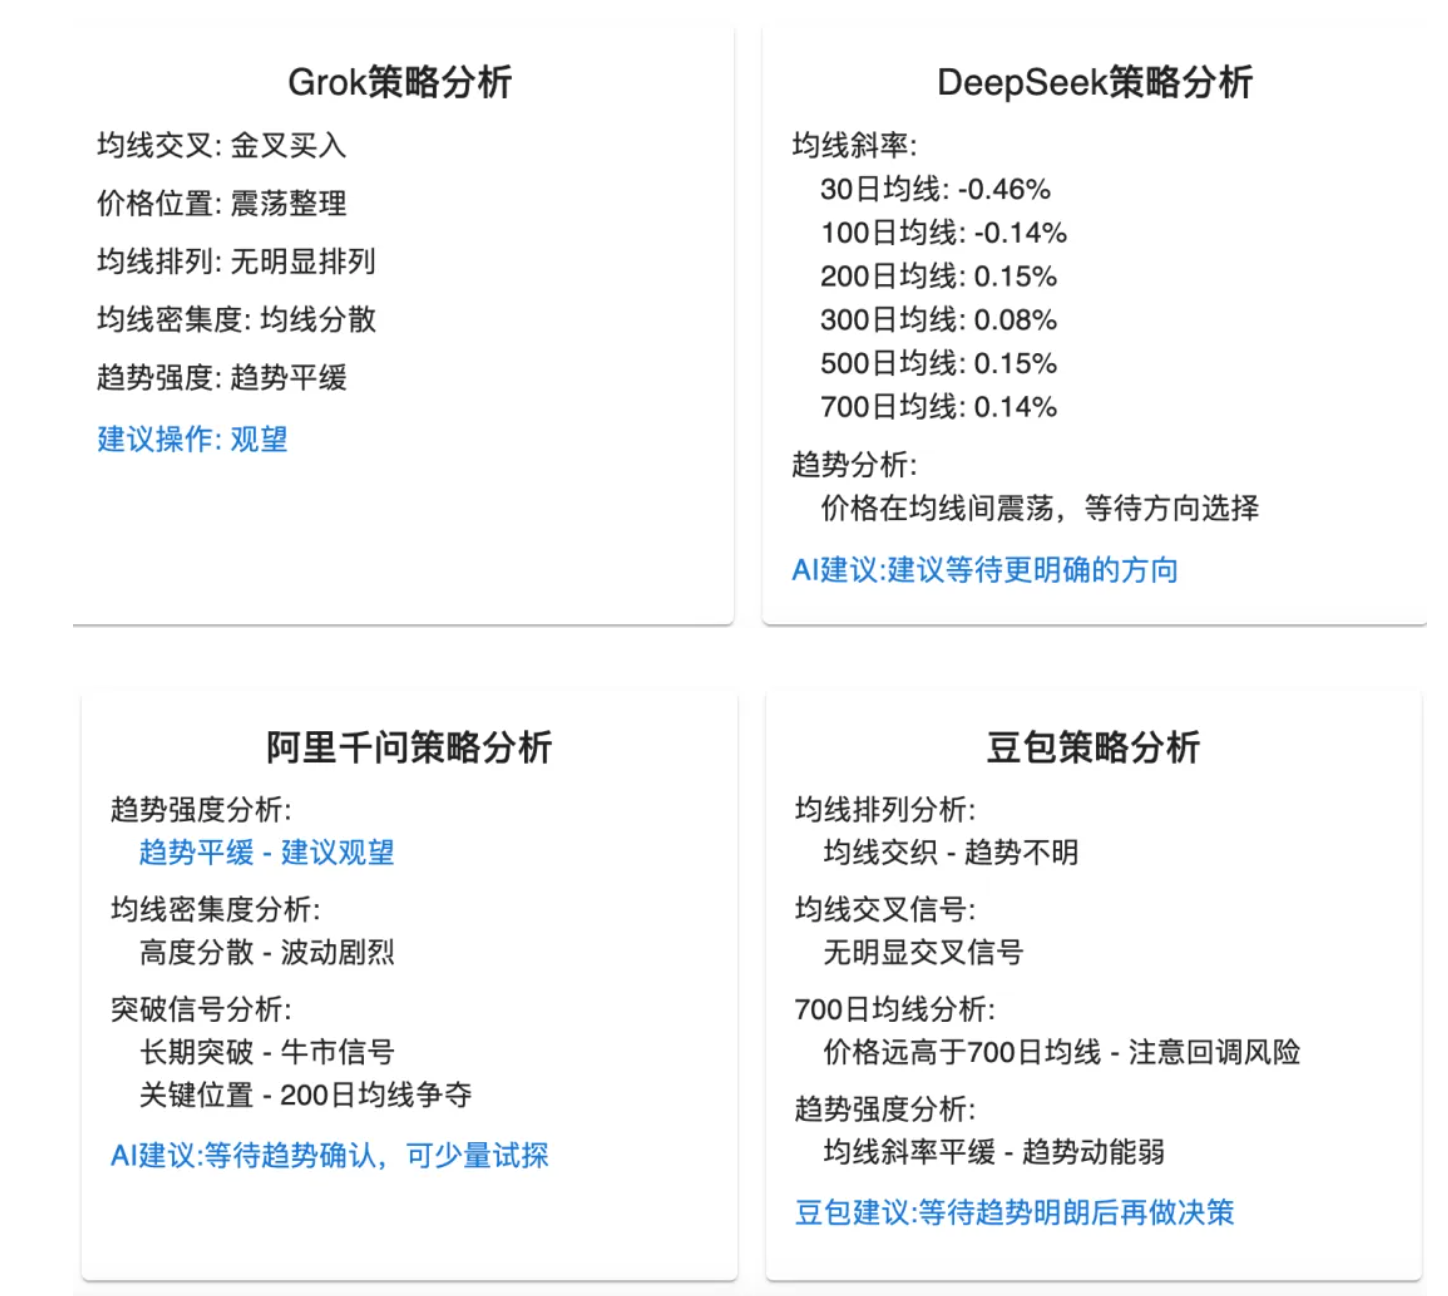 Grok策略分析
均线交叉: 金叉买入
价格位置: 震荡整理
均线排列: 无明显排列
均线密集度: 均线分散
趋势强度: 趋势平缓
建议操作: 观望
DeepSeek策略分析
均线斜率:
30日均线: -0.46%
100日均线: -0.14%
200日均线: 0.15%
300日均线: 0.08%
500日均线: 0.15%
700日均线: 0.14%
趋势分析:
价格在均线间震荡，等待方向选择
AI建议:建议等待更明确的方向
阿里千问策略分析
趋势强度分析:
趋势平缓 - 建议观望
均线密集度分析:
高度分散 - 波动剧烈
突破信号分析:
长期突破 - 牛市信号
关键位置 - 200日均线争夺
AI建议:等待趋势确认，可少量试探
豆包策略分析
均线排列分析:
均线交织 - 趋势不明
均线交叉信号:
无明显交叉信号
700日均线分析:
价格远高于700日均线 - 注意回调风险
趋势强度分析:
均线斜率平缓 - 趋势动能弱
豆包建议:等待趋势明朗后再做决策